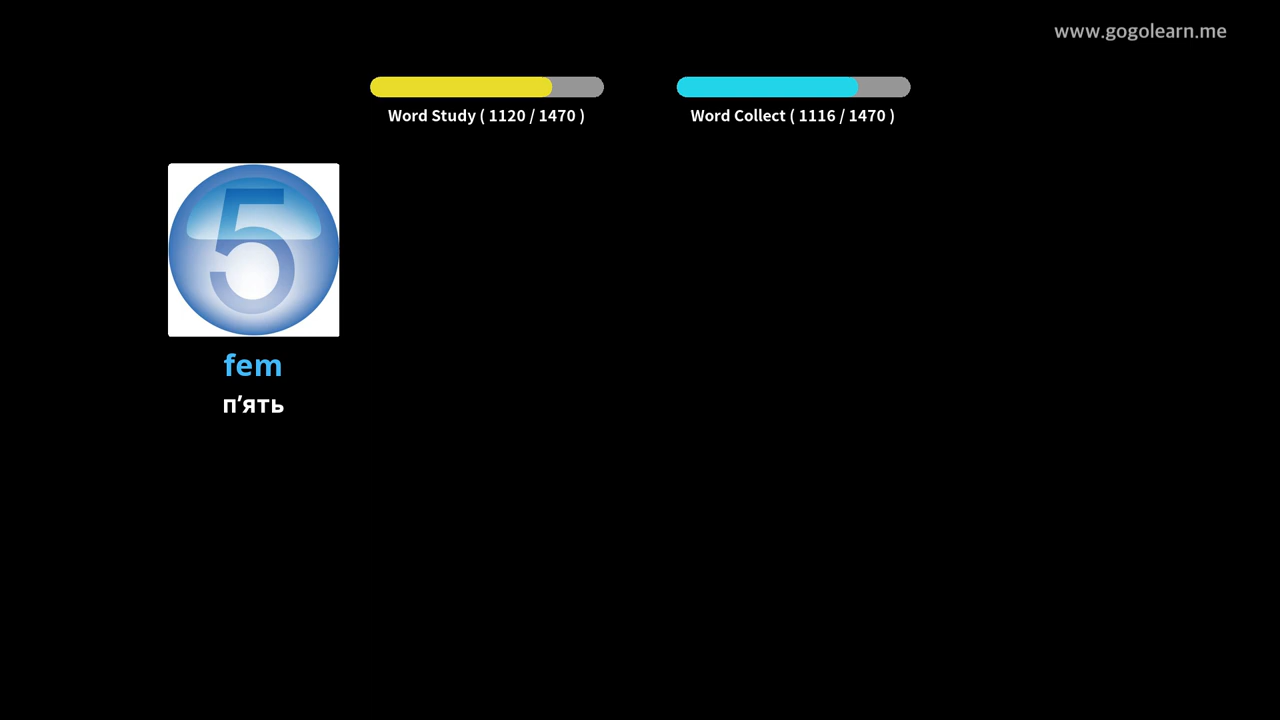 www.gogolearn.me
Word Study ( 1120 / 1470 )
Word Collect ( 1116 / 1470 )
5
fem
п’ять